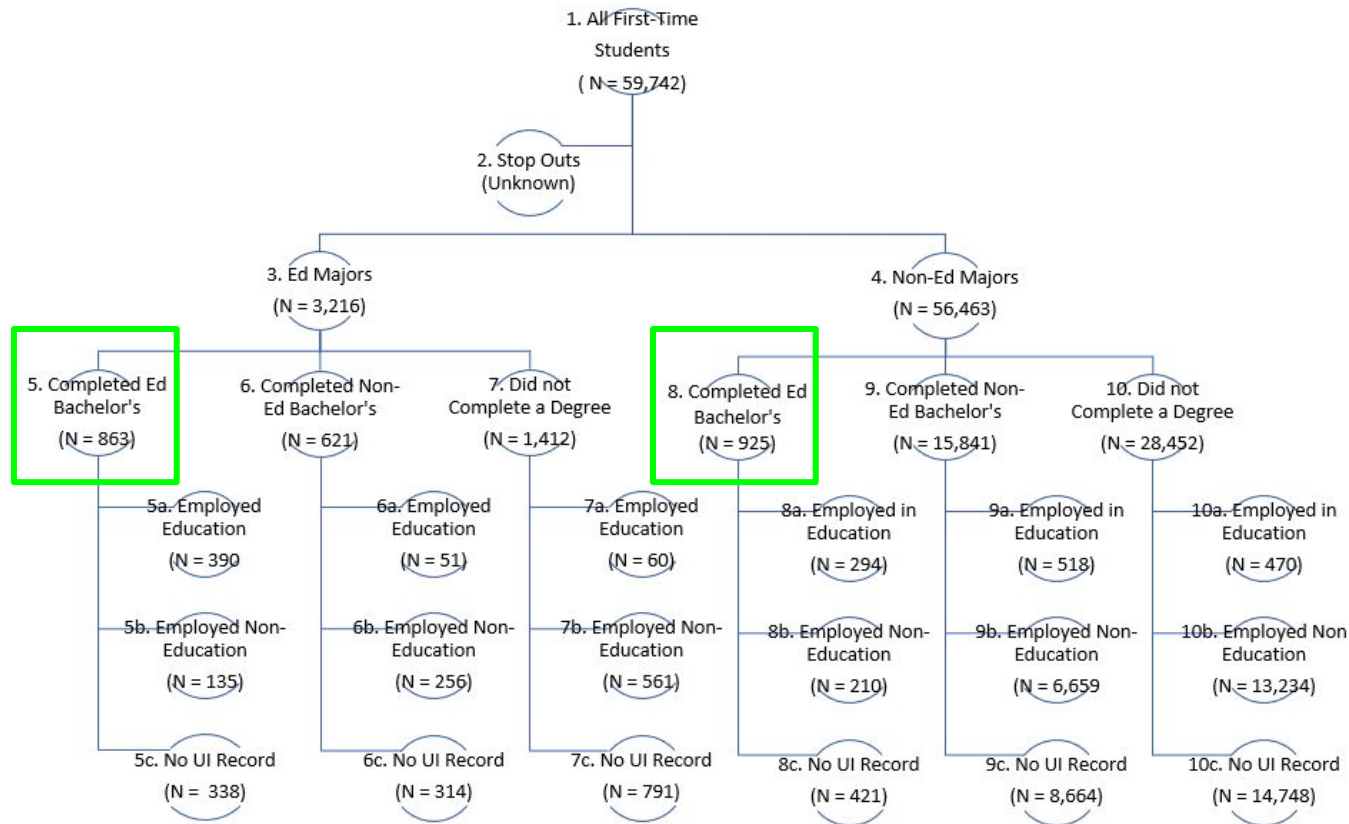 1. All First-Time
Students
( N = 59,742)
2. Stop Outs
(Unknown)
3. Ed Majors
(N = 3,216)
4. Non-Ed Majors
(N = 56,463)
5. Completed Ed
Bachelor's
(N = 863)
6. Completed Non-
Ed Bachelor's
(N = 621)
7. Did not
Complete a Degree
(N = 1,412)
8. Completed Ed
Bachelor's
(N = 925)
9. Completed Non-
Ed Bachelor's
(N = 15,841)
10. Did not
Complete a Degree
(N = 28,452)
5a. Employed
Education
(N = 390
6a. Employed
Education
(N = 51)
7a. Employed
Education
(N = 60)
8a. Employed in
Education
(N = 294)
9a. Employed in
Education
(N = 518)
10a. Employed in
Education
(N = 470)
5b. Employed Non-
Education
(N = 135)
6b. Employed Non-
Education
(N = 256)
7b. Employed Non-
Education
(N = 561)
8b. Employed Non-
Education
(N = 210)
9b. Employed Non-
Education
(N = 6,659
10b. Employed Non
Education
(N = 13,234)
5c. No UI Record
(N = 338)
6c. No UI Record
(N = 314)
7c. No UI Record
(N = 791)
8c. No UI Record
(N = 421)
9c. No UI Record
(N = 8,664)
10c. No UI Record
(N = 14,748)